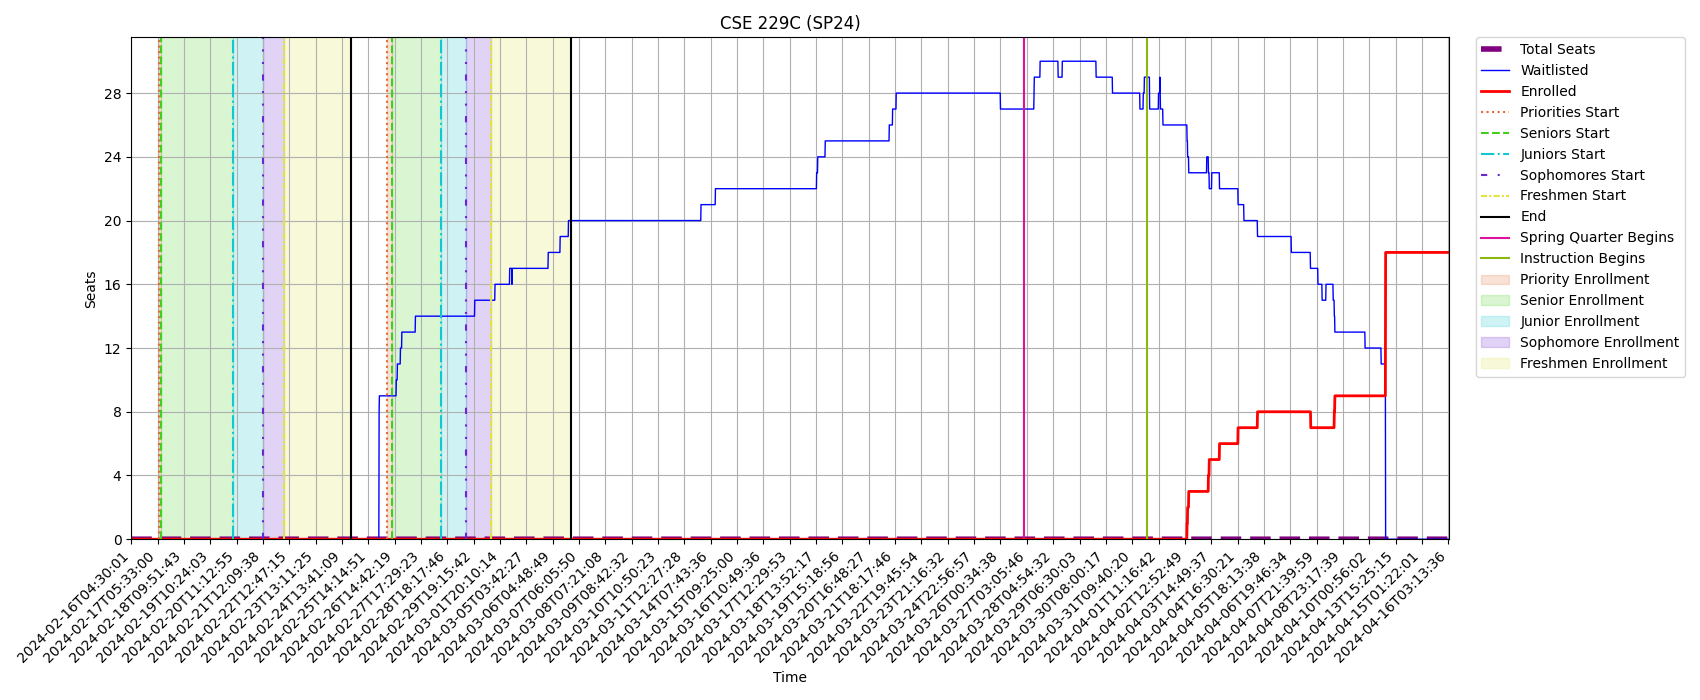 CSE 229C (SP24)
Seats
28
24
20
16
12
8
4
0
2024-02-16T04:30:01
2024-02-17T05:33:00
2024-02-18T09:51:43
2024-02-19T10:24:03
2024-02-20T11:12:55
2024-02-21T12:09:38
2024-02-22T12:47:15
2024-02-23T13:11:25
2024-02-24T13:41:09
2024-02-25T14:14:51
2024-02-26T14:42:19
2024-02-27T17:29:23
2024-02-28T18:17:46
2024-02-29T19:15:42
2024-03-01T20:10:14
2024-03-05T03:42:27
2024-03-06T04:48:49
2024-03-07T06:05:50
2024-03-08T07:21:08
2024-03-09T08:42:32
2024-03-10T10:50:23
2024-03-11T12:27:28
2024-03-14T07:43:36
2024-03-15T09:25:00
2024-03-16T10:49:36
2024-03-17T12:29:53
2024-03-18T13:52:17
2024-03-19T15:18:56
2024-03-20T16:48:27
2024-03-21T18:17:46
2024-03-22T19:45:54
2024-03-23T21:16:32
2024-03-24T22:56:57
2024-03-26T00:34:38
2024-03-27T03:05:46
2024-03-28T04:54:32
2024-03-29T06:30:03
2024-03-30T08:00:17
2024-03-31T09:40:20
2024-04-01T11:16:42
2024-04-02T12:52:49
2024-04-03T14:49:37
2024-04-04T16:30:21
2024-04-05T18:13:38
2024-04-06T19:46:34
2024-04-07T21:39:59
2024-04-08T23:17:39
2024-04-10T00:56:02
2024-04-13T15:25:15
2024-04-15T01:22:01
2024-04-16T03:13:36
Time
Total Seats
Waitlisted
Enrolled
Priorities Start
Seniors Start
Juniors Start
Sophomores Start
Freshmen Start
End
Spring Quarter Begins
Instruction Begins
Priority Enrollment
Senior Enrollment
Junior Enrollment
Sophomore Enrollment
Freshmen Enrollment